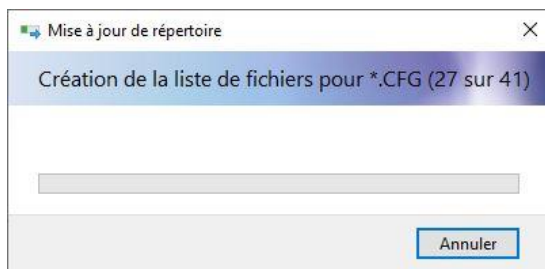 Mise à jour de répertoire
Création de la liste de fichiers pour *.CFG (27 sur 41)
Annuler